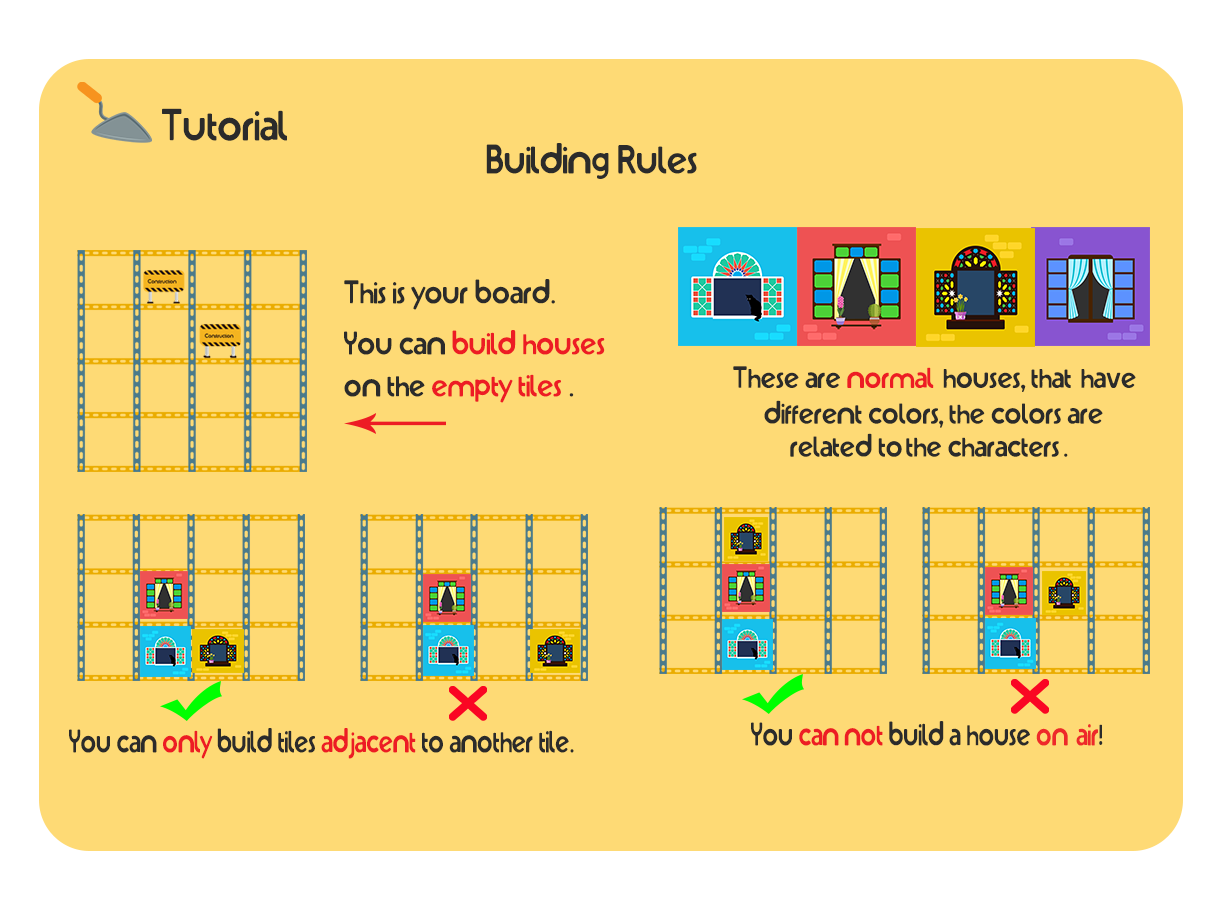 Tutorial
Building Rules
Construction
Construction
This is your board.
You can build houses
on the empty tiles .
These are normal houses, that have
different colors, the colors are
related to the characters .
You can only build tiles adjacent to another tile.
You can not build a house on air!